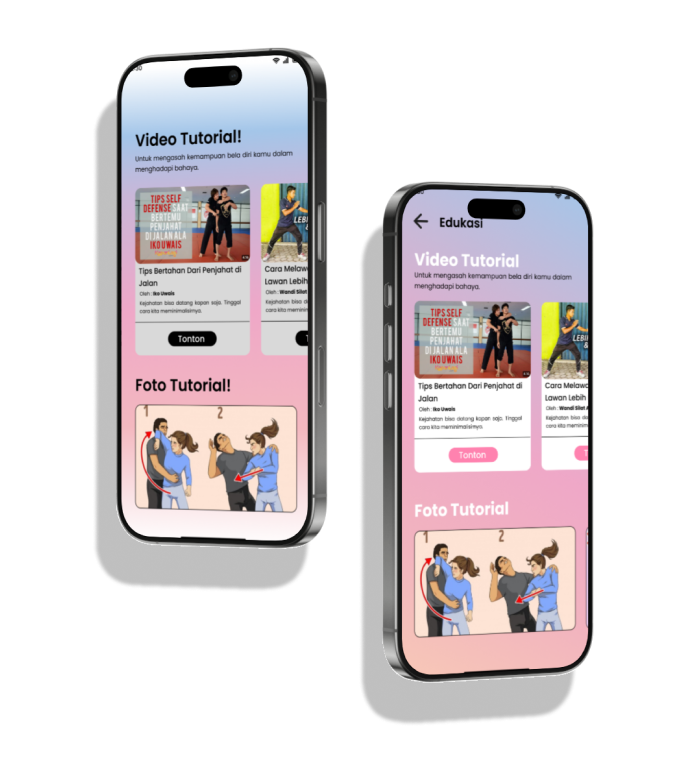 Video Tutorial!
Untuk mengasah kemampuan bela diri kamu dalam
menghadapi bahaya.
TIPS SELF
DEFENSE SAAT
BERTEMU
PENJAHAT
DI JALAN ALA
IKO UWAIS
Tips Bertahan Dari Penjahat di
Jalan
Oleh : Iko Uwais
Kejahatan bisa datang kapan saja. Tinggal
cara kita meminimalisirnya.
Tonton
LEBI
&
Cara Melawa
Lawan Lebih
Oleh : Wandi Silat
Kejahatan bisa d
cara kita meminim
T
Foto Tutorial!
1
2
Edukasi
Video Tutorial
Untuk mengasah kemampuan bela diri kamu dalam
menghadapi bahaya.
TIPS SELF
DEFENSE SAAT
BERTEMU
PENJAHAT
DI JALAN ALA
IKO UWAIS
Tips Bertahan Dari Penjahat di
Jalan
Oleh : Iko Uwais
Kejahatan bisa datang kapan saja. Tinggal
cara kita meminimalisirnya.
Tonton
LEBI
&
Cara Melawa
Lawan Lebih
Oleh : Wandi Silat A
Kejahatan bisa d
cara kita meminim
T
Foto Tutorial
1
2